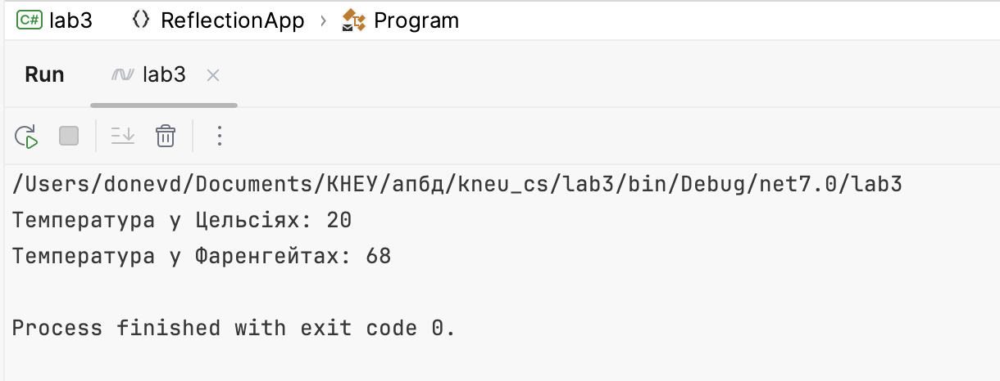 C# lab3 {} ReflectionApp › Program
Run lab3
/Users/donevd/Documents/КНЕУ/апбд/kneu_cs/lab3/bin/Debug/net7.0/lab3
Температура у Цельсіях: 20
Температура у Фаренгейтах: 68
Process finished with exit code 0.